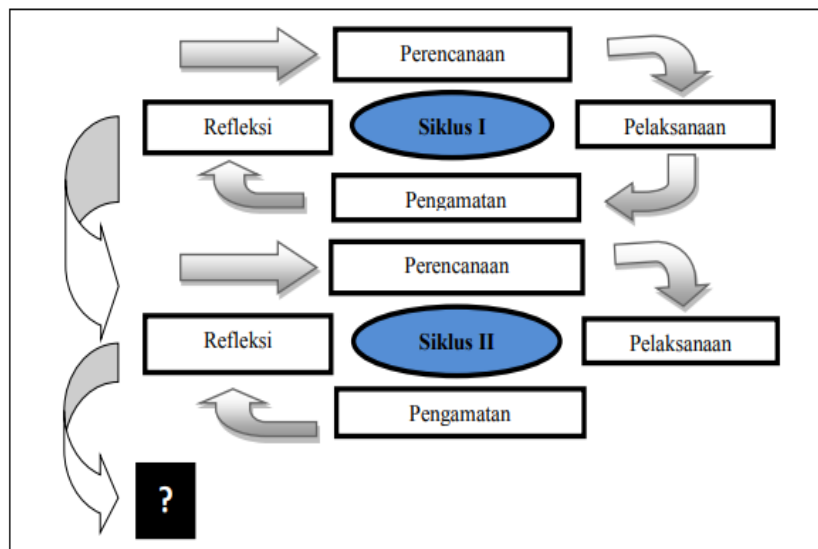 Perencanaan
Refleksi
Siklus I
Pelaksanaan
Pengamatan
Perencanaan
Refleksi
Siklus II
Pelaksanaan
Pengamatan
?